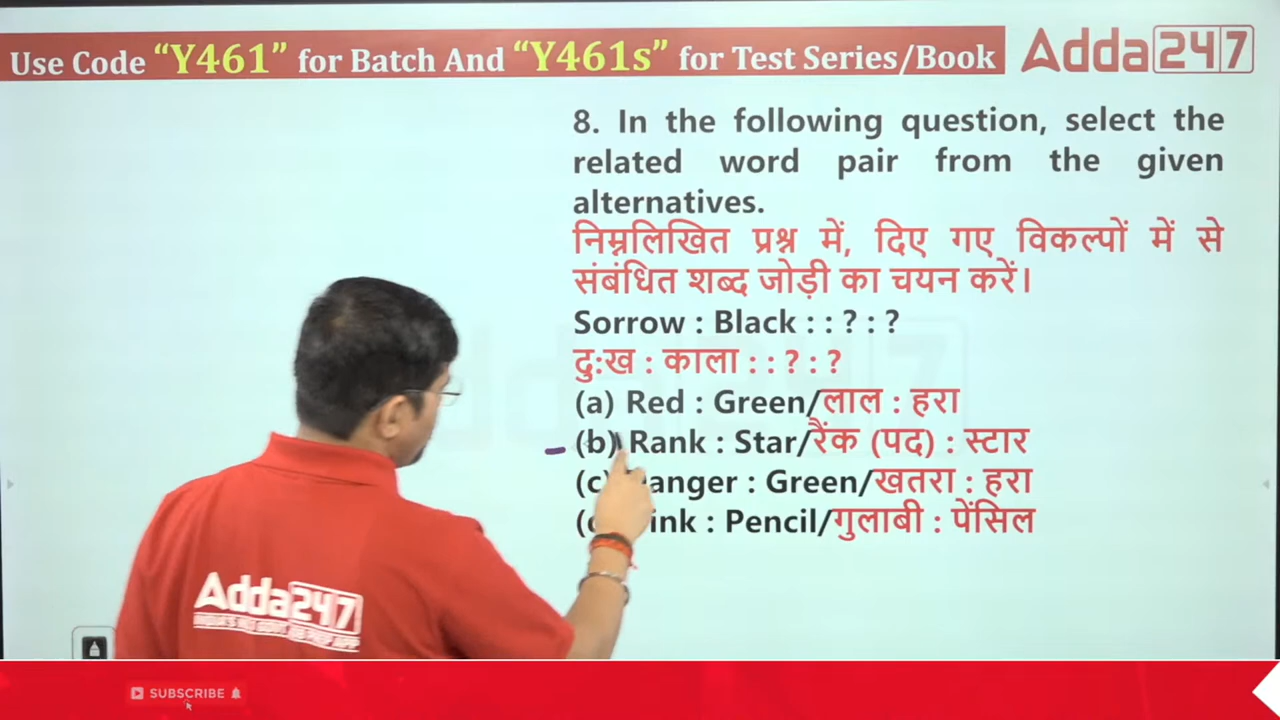 Use Code “Y461” for Batch And “Y461s” for Test Series/Book
Adda247
8. In the following question, select the
related word pair from the given
alternatives.
निम्नलिखित प्रश्न में, दिए गए विकल्पों में से
संबंधित शब्द जोड़ी का चयन करें।
Sorrow : Black : : ? : ?
दुःख : काला : : ? : ?
(a) Red : Green/लाल : हरा
(b) Rank : Star/रैंक (पद) : स्टार
: Green/खतरा : हरा
: Pencil/गुलाबी : पेंसिल
Adda247
SUBSCRIBE